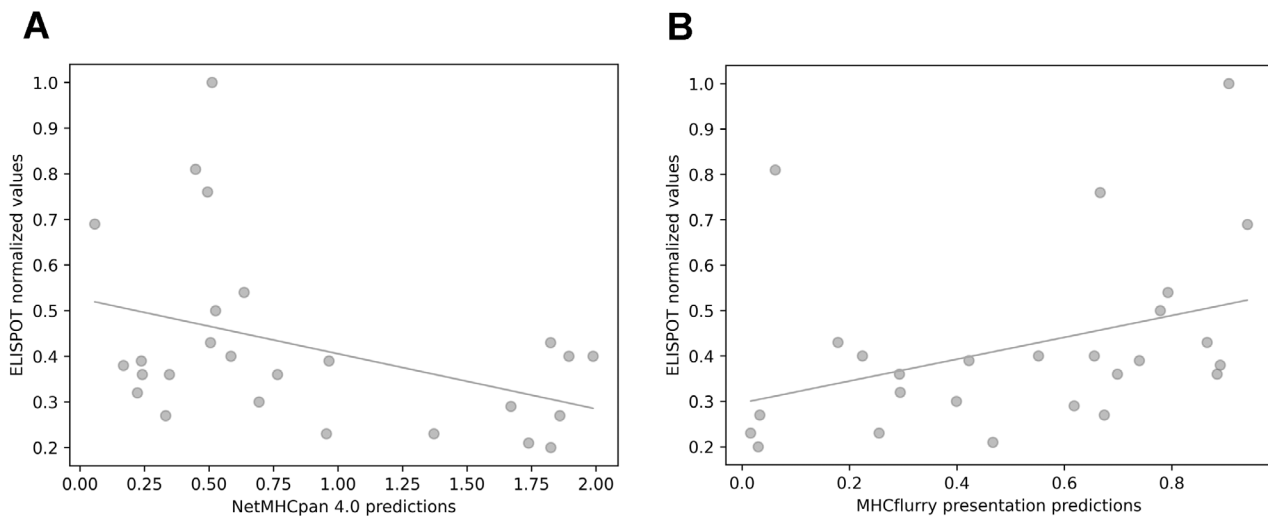 A
ELISPOT normalized values
1.0
0.9
0.8
0.7
0.6
0.5
0.4
0.3
0.2
0.00 0.25 0.50 0.75 1.00 1.25 1.50 1.75 2.00
NetMHCpan 4.0 predictions
B
ELISPOT normalized values
1.0
0.9
0.8
0.7
0.6
0.5
0.4
0.3
0.2
0.0 0.2 0.4 0.6 0.8
MHCflurry presentation predictions